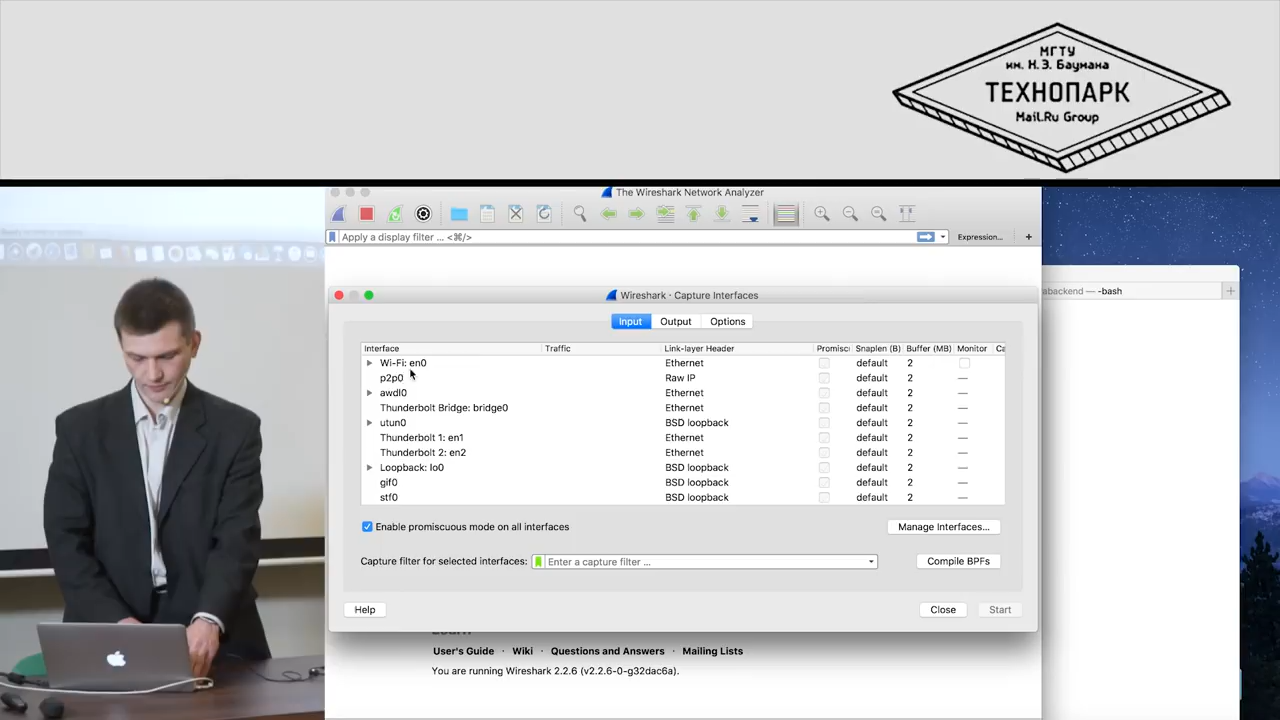 МГТУ
им. Н.Э. Баумана
ТЕХНОПАРК
Mail.Ru Group
The Wireshark Network Analyzer
Apply a display filter ... <⌘/>
Expression...
+
Wireshark · Capture Interfaces
abackend — -bash
+
Input
Output
Options
Interface Traffic Link-layer Header Promisc Snaplen (B) Buffer (MB) Monitor Ca
Wi-Fi: en0 Ethernet default 2
p2p0 Raw IP default 2 —
awdl0 Ethernet default 2 —
Thunderbolt Bridge: bridge0 Ethernet default 2 —
utun0 BSD loopback default 2 —
Thunderbolt 1: en1 Ethernet default 2 —
Thunderbolt 2: en2 Ethernet default 2 —
Loopback: lo0 BSD loopback default 2 —
gif0 BSD loopback default 2 —
stf0 BSD loopback default 2 —
Enable promiscuous mode on all interfaces
Manage Interfaces...
Capture filter for selected interfaces: Enter a capture filter ...
Compile BPFs
Help
Close
Start
Learn
User's Guide · Wiki · Questions and Answers · Mailing Lists
You are running Wireshark 2.2.6 (v2.2.6-0-g32dac6a).